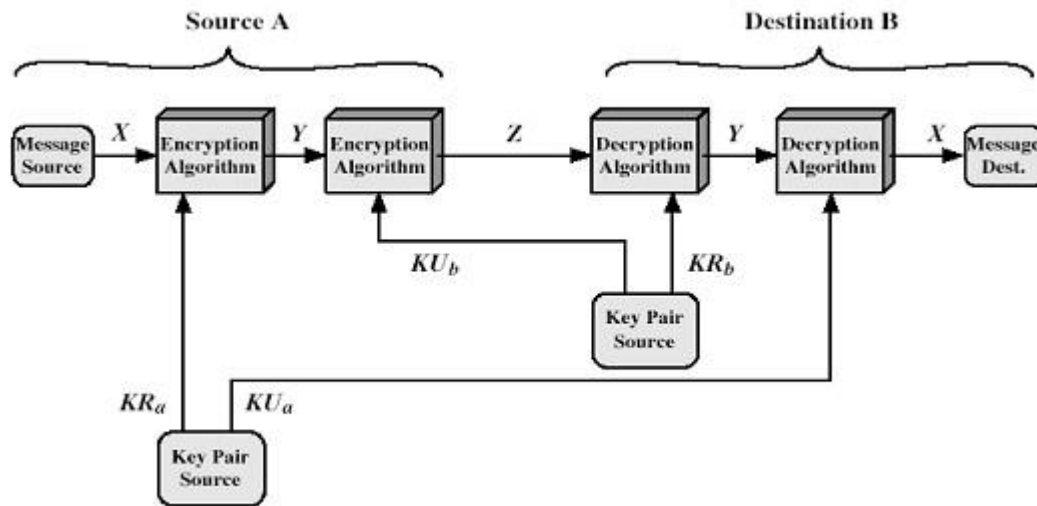 Source A
Destination B
Message
Source
X
Encryption
Algorithm
Y
Encryption
Algorithm
Z
Decryption
Algorithm
Y
Decryption
Algorithm
X
Message
Dest.
KUb
KRb
Key Pair
Source
KRa
KUa
Key Pair
Source